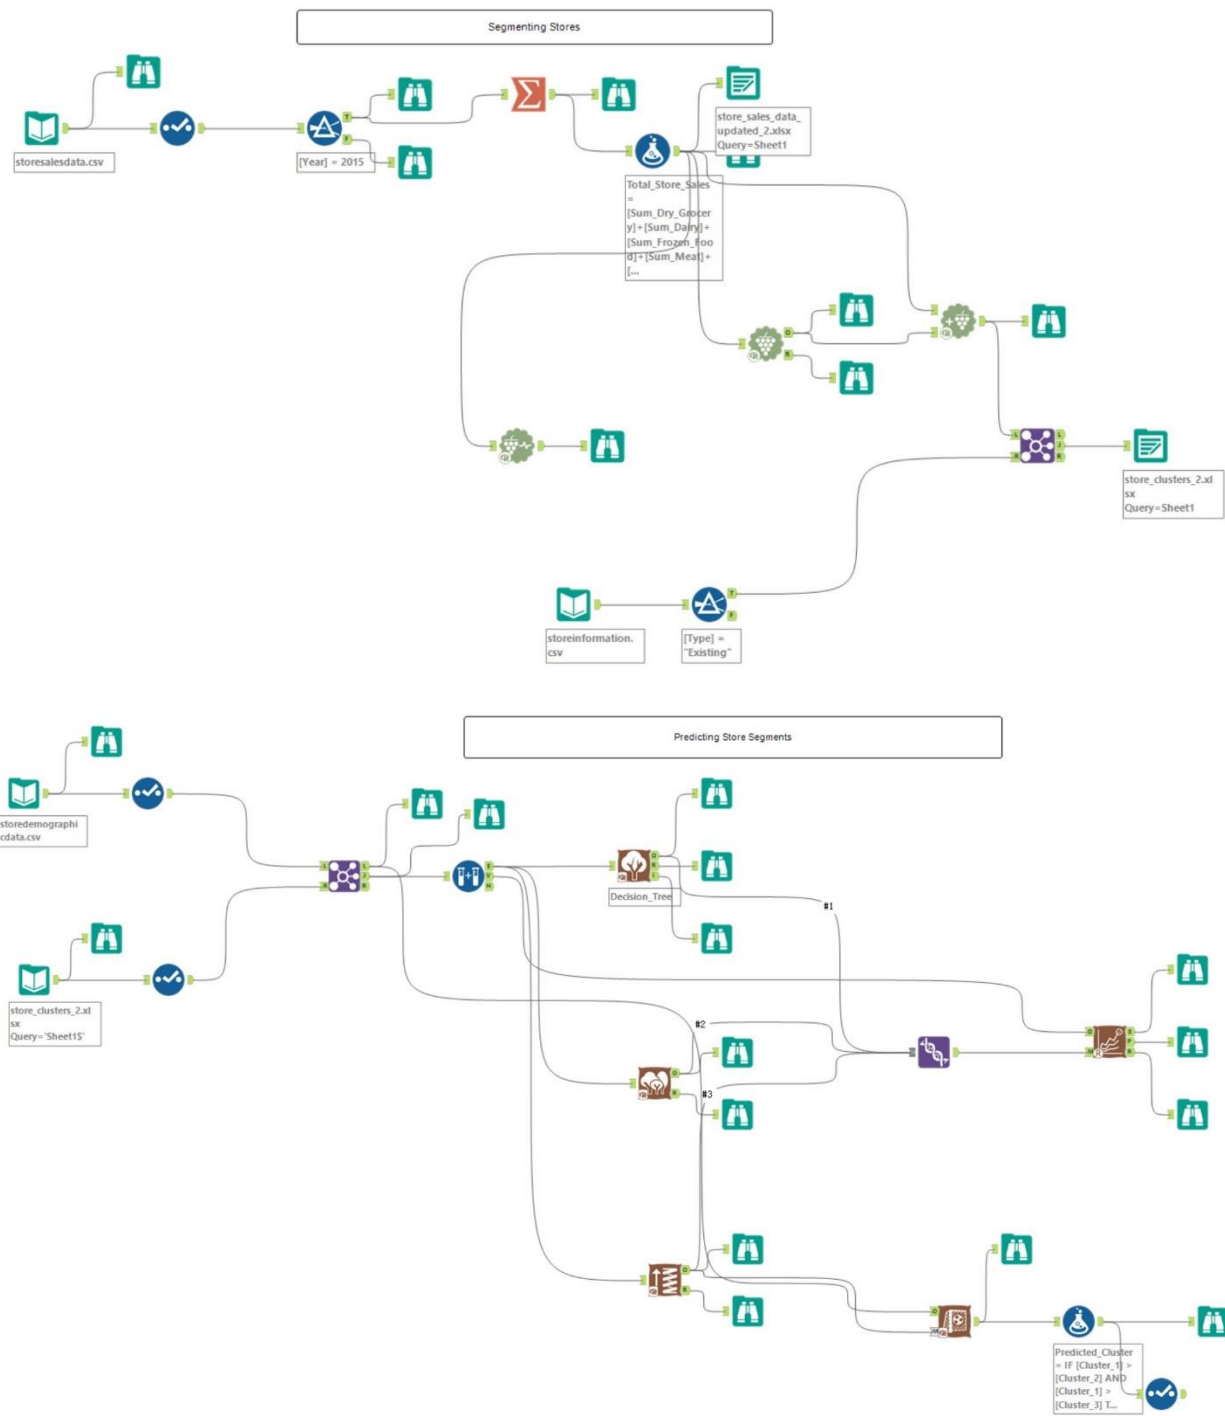 Segmenting Stores
storesalesdata.csv
[Year] = 2015
T
F
store_sales_data_
updated_2.xlsx
Query=Sheet1
Total_Store_Sales
=
[Sum_Dry_Grocer
y]+[Sum_Dairy]+
[Sum_Frozen_Foo
d]+[Sum_Meat]+
[...
O
R
L
R
L
J
R
store_clusters_2.xl
sx
Query=Sheet1
storeinformation.
csv
[Type] =
"Existing"
T
F
Predicting Store Segments
storedemographi
cdata.csv
L
R
L
J
R
E
V
H
O
R
I
Decision_Tree
#1
store_clusters_2.xl
sx
Query=`Sheet1$`
#2
O
R
#3
O
M
E
P
R
O
R
O
M
Predicted_Cluster
= IF [Cluster_1] >
[Cluster_2] AND
[Cluster_1] >
[Cluster_3] T...